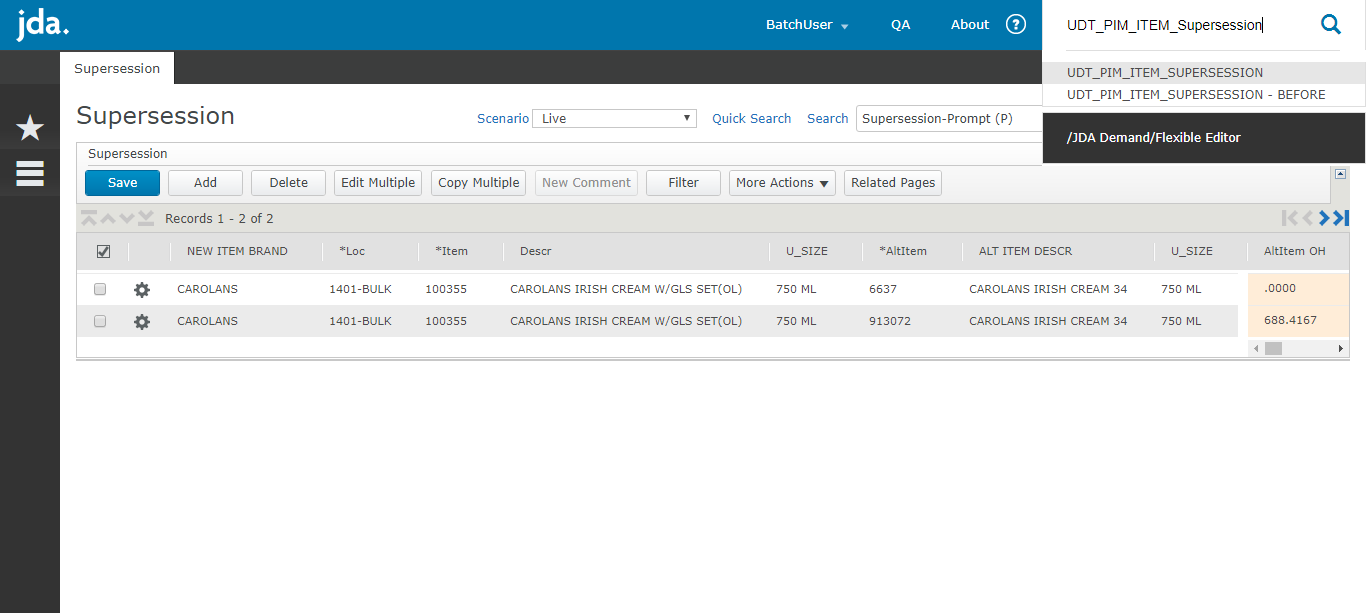 jda.
BatchUser QA About ? UDT_PIM_ITEM_Supersession
Supersession
UDT_PIM_ITEM_SUPERSESSION
UDT_PIM_ITEM_SUPERSESSION - BEFORE
Supersession Scenario Live Quick Search Search Supersession-Prompt (P)
/JDA Demand/Flexible Editor
Supersession
Save Add Delete Edit Multiple Copy Multiple New Comment Filter More Actions Related Pages
Records 1 - 2 of 2
NEW ITEM BRAND *Loc *Item Descr U_SIZE *AltItem ALT ITEM DESCR U_SIZE AltItem OH
CAROLANS 1401-BULK 100355 CAROLANS IRISH CREAM W/GLS SET(OL) 750 ML 6637 CAROLANS IRISH CREAM 34 750 ML .0000
CAROLANS 1401-BULK 100355 CAROLANS IRISH CREAM W/GLS SET(OL) 750 ML 913072 CAROLANS IRISH CREAM 34 750 ML 688.4167